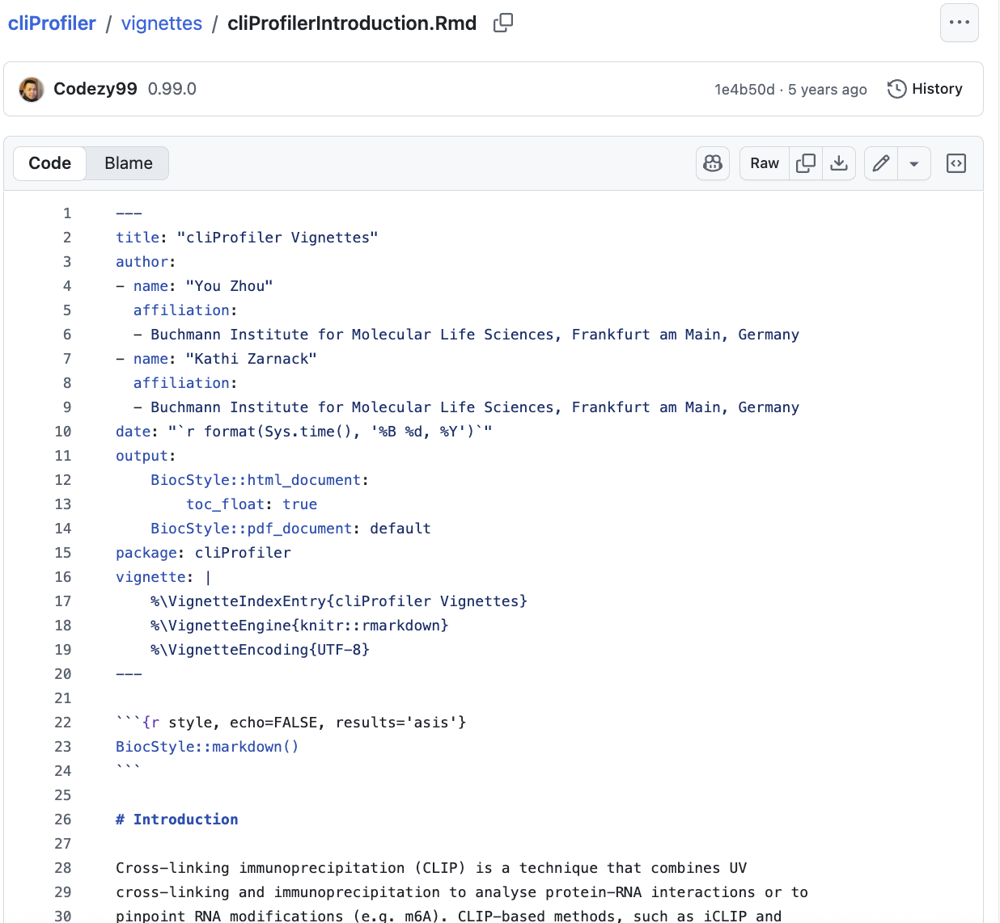 cliProfiler / vignettes / cliProfilerIntroduction.Rmd
Codezy99 0.99.0 1e4b50d · 5 years ago History
Code Blame Raw
1 ---
2 title: "cliProfiler Vignettes"
3 author:
4 - name: "You Zhou"
5   affiliation:
6   - Buchmann Institute for Molecular Life Sciences, Frankfurt am Main, Germany
7 - name: "Kathi Zarnack"
8   affiliation:
9   - Buchmann Institute for Molecular Life Sciences, Frankfurt am Main, Germany
10 date: "`r format(Sys.time(), '%B %d, %Y')`"
11 output:
12     BiocStyle::html_document:
13         toc_float: true
14     BiocStyle::pdf_document: default
15 package: cliProfiler
16 vignette: |
17     %\VignetteIndexEntry{cliProfiler Vignettes}
18     %\VignetteEngine{knitr::rmarkdown}
19     %\VignetteEncoding{UTF-8}
20 ---
21
22 ```{r style, echo=FALSE, results='asis'}
23 BiocStyle::markdown()
24 ```
25
26 # Introduction
27
28 Cross-linking immunoprecipitation (CLIP) is a technique that combines UV
29 cross-linking and immunoprecipitation to analyse protein-RNA interactions or to
30 pinpoint RNA modifications (e.g. m6A). CLIP-based methods, such as iCLIP and